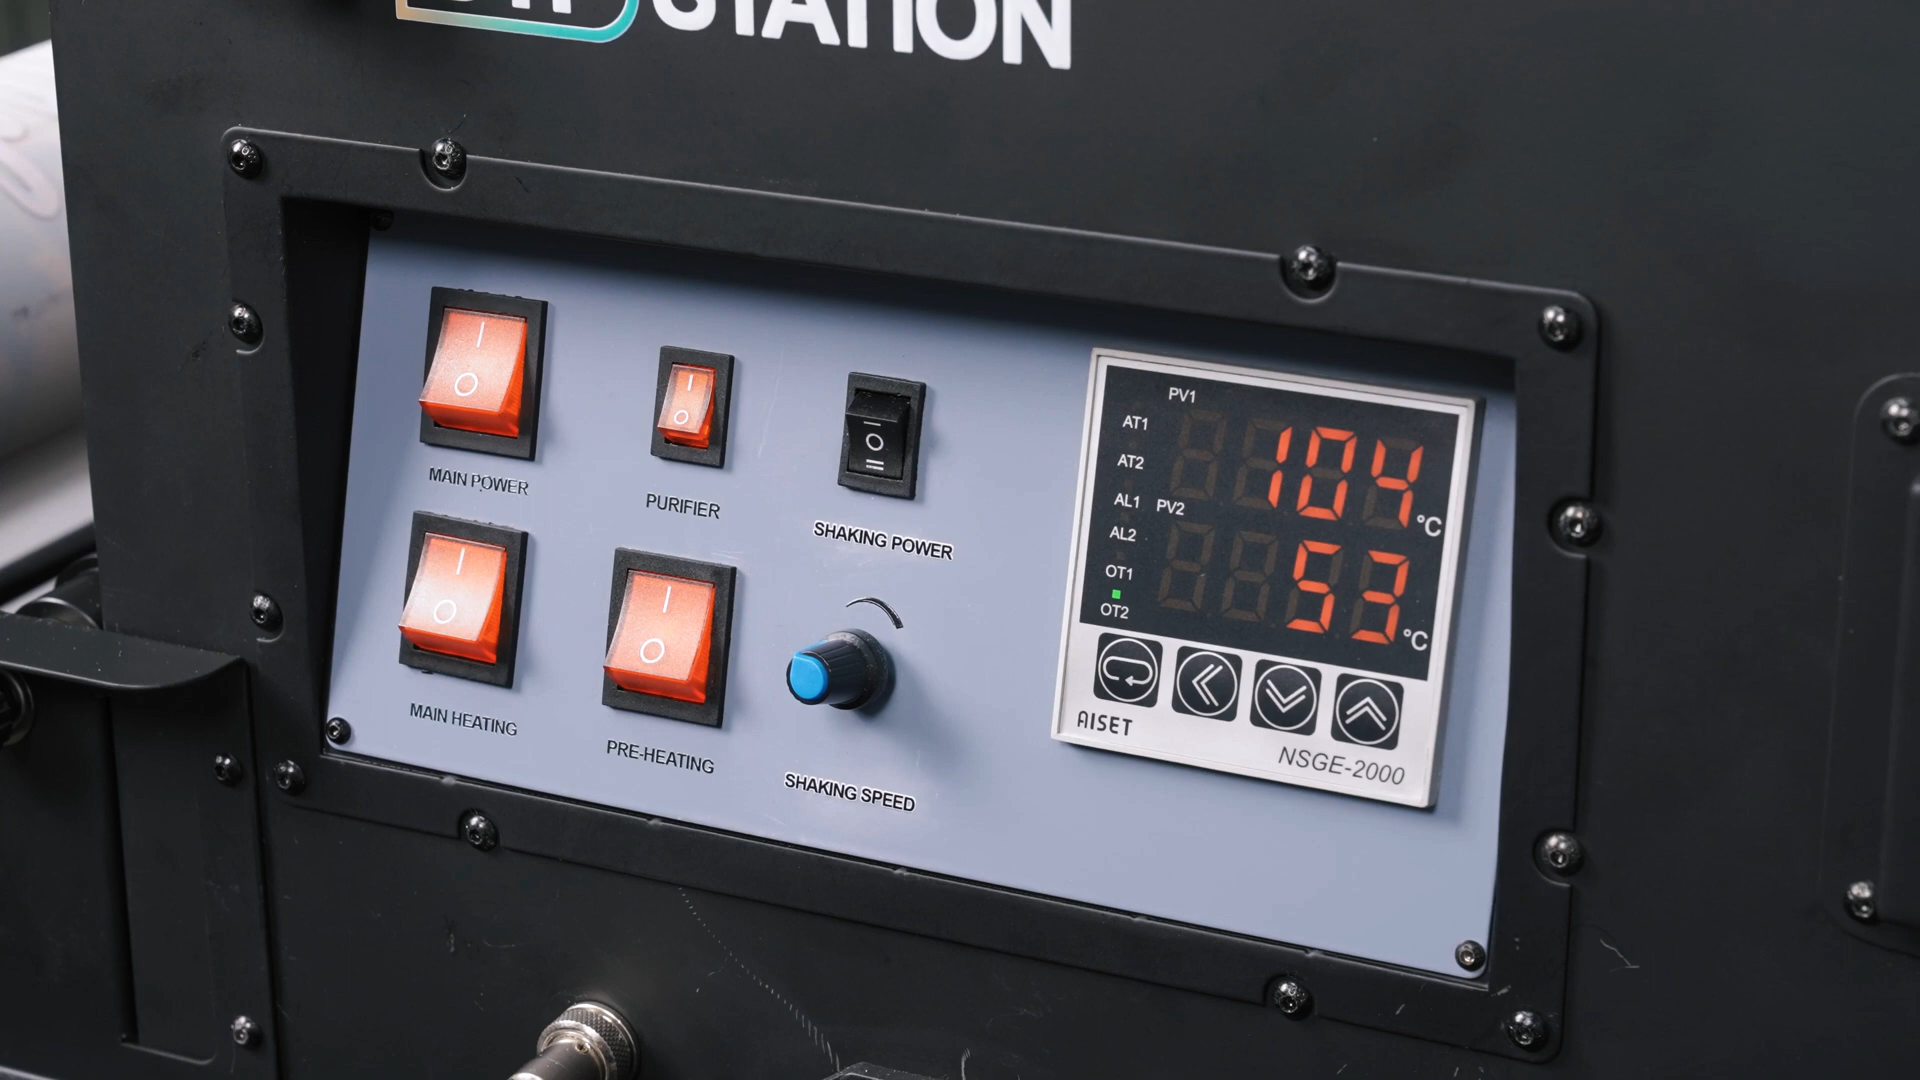 STATION
MAIN POWER
PURIFIER
SHAKING POWER
MAIN HEATING
PRE-HEATING
SHAKING SPEED
PV1
AT1
104 °C
AT2
AL1 PV2
AL2
53 °C
OT1
OT2
AISET
NSGE-2000